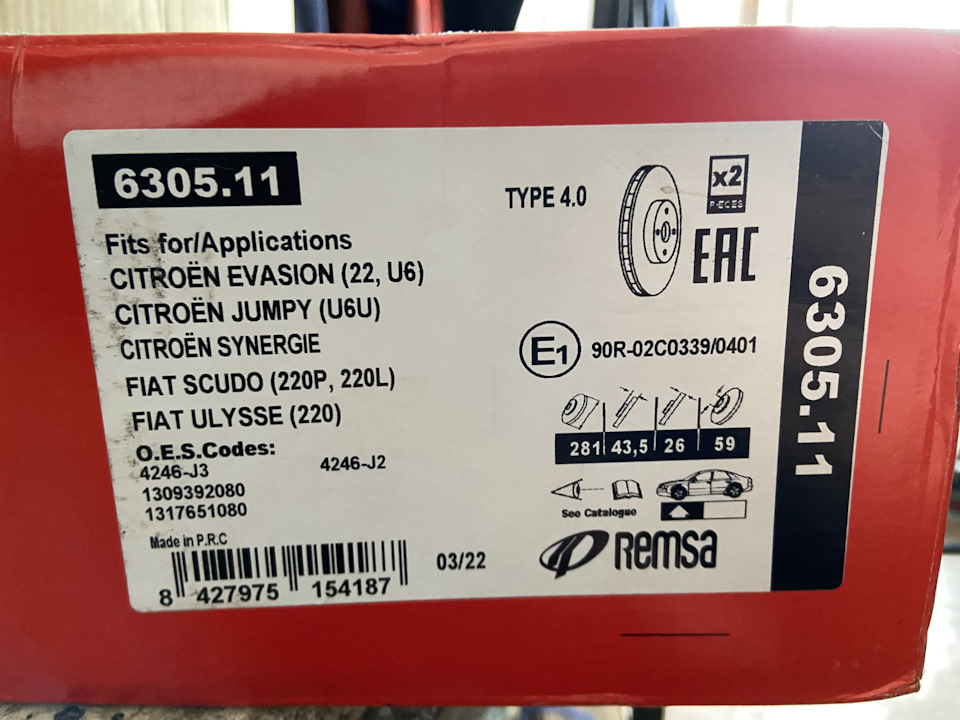 6305.11
TYPE 4.0
x2
PIECES
EAC
Fits for/Applications
CITROËN EVASION (22, U6)
CITROËN JUMPY (U6U)
CITROËN SYNERGIE
FIAT SCUDO (220P, 220L)
FIAT ULYSSE (220)
E1 90R-02C0339/0401
281 43,5 26 59
O.E.S.Codes:
4246-J3 4246-J2
1309392080
1317651080
See Catalogue
Made in P.R.C
8 427975 154187
03/22
REMSA
6305.11